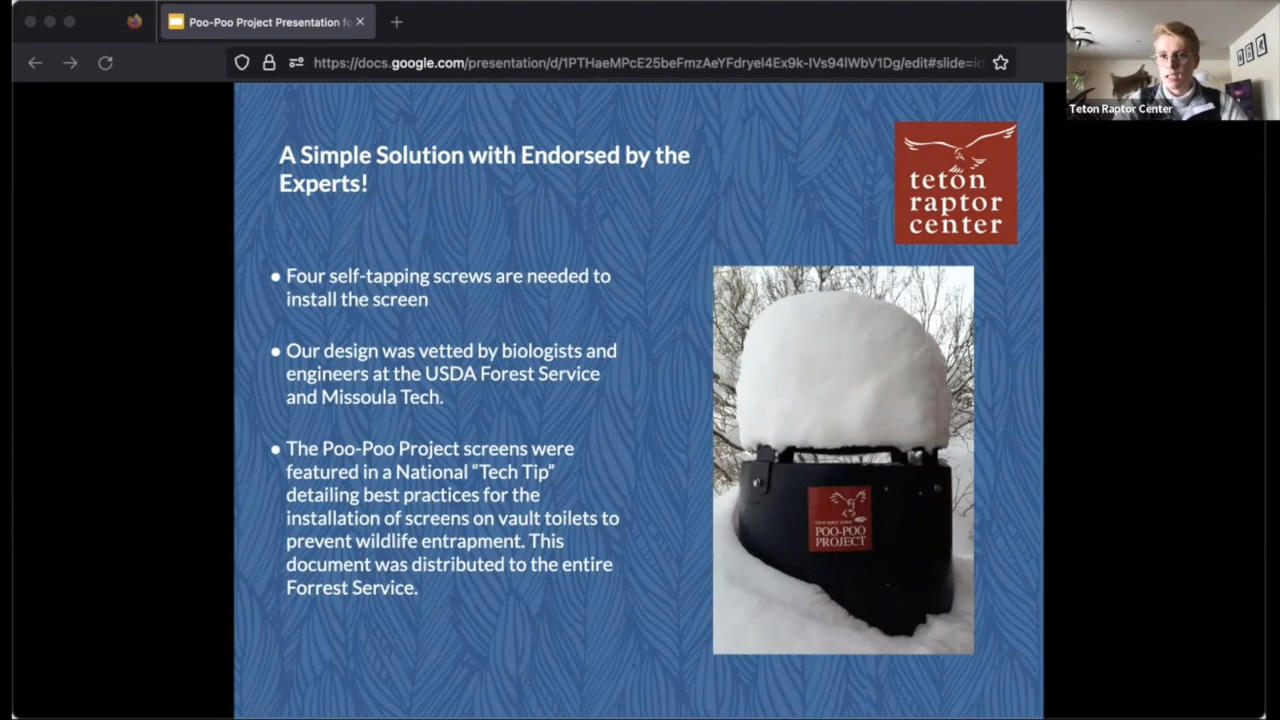 Poo-Poo Project Presentation fo
https://docs.google.com/presentation/d/1PTHaeMPcE25beFmzAeYFdryel4Ex9k-IVs94lWbV1Dg/edit#slide=id
Teton Raptor Center
A Simple Solution with Endorsed by the
Experts!
teton
raptor
center
● Four self-tapping screws are needed to
install the screen
● Our design was vetted by biologists and
engineers at the USDA Forest Service
and Missoula Tech.
● The Poo-Poo Project screens were
featured in a National “Tech Tip”
detailing best practices for the
installation of screens on vault toilets to
prevent wildlife entrapment. This
document was distributed to the entire
Forrest Service.
POO-POO
PROJECT